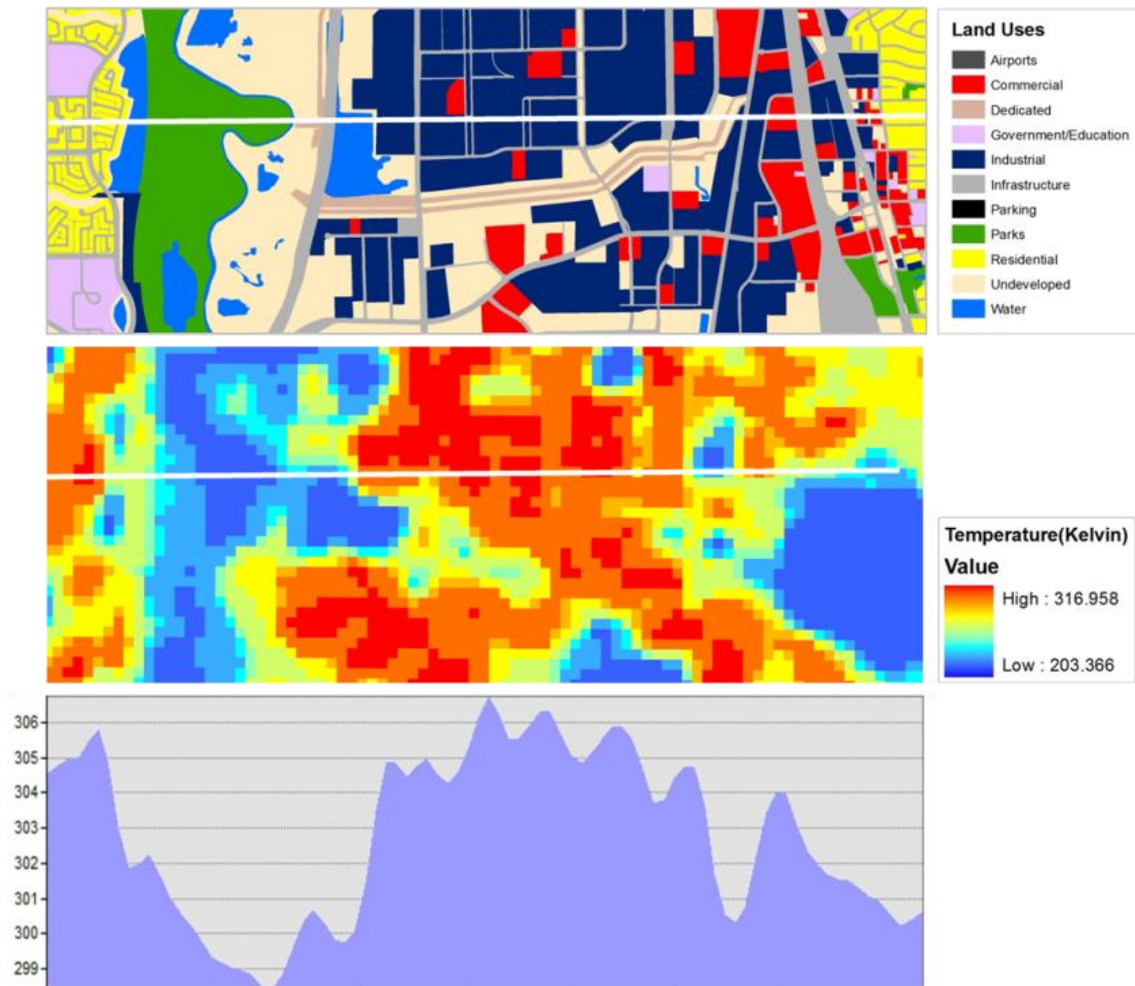 Land Uses
Airports
Commercial
Dedicated
Government/Education
Industrial
Infrastructure
Parking
Parks
Residential
Undeveloped
Water
Temperature(Kelvin)
Value
High : 316.958
Low : 203.366
306
305
304
303
302
301
300
299